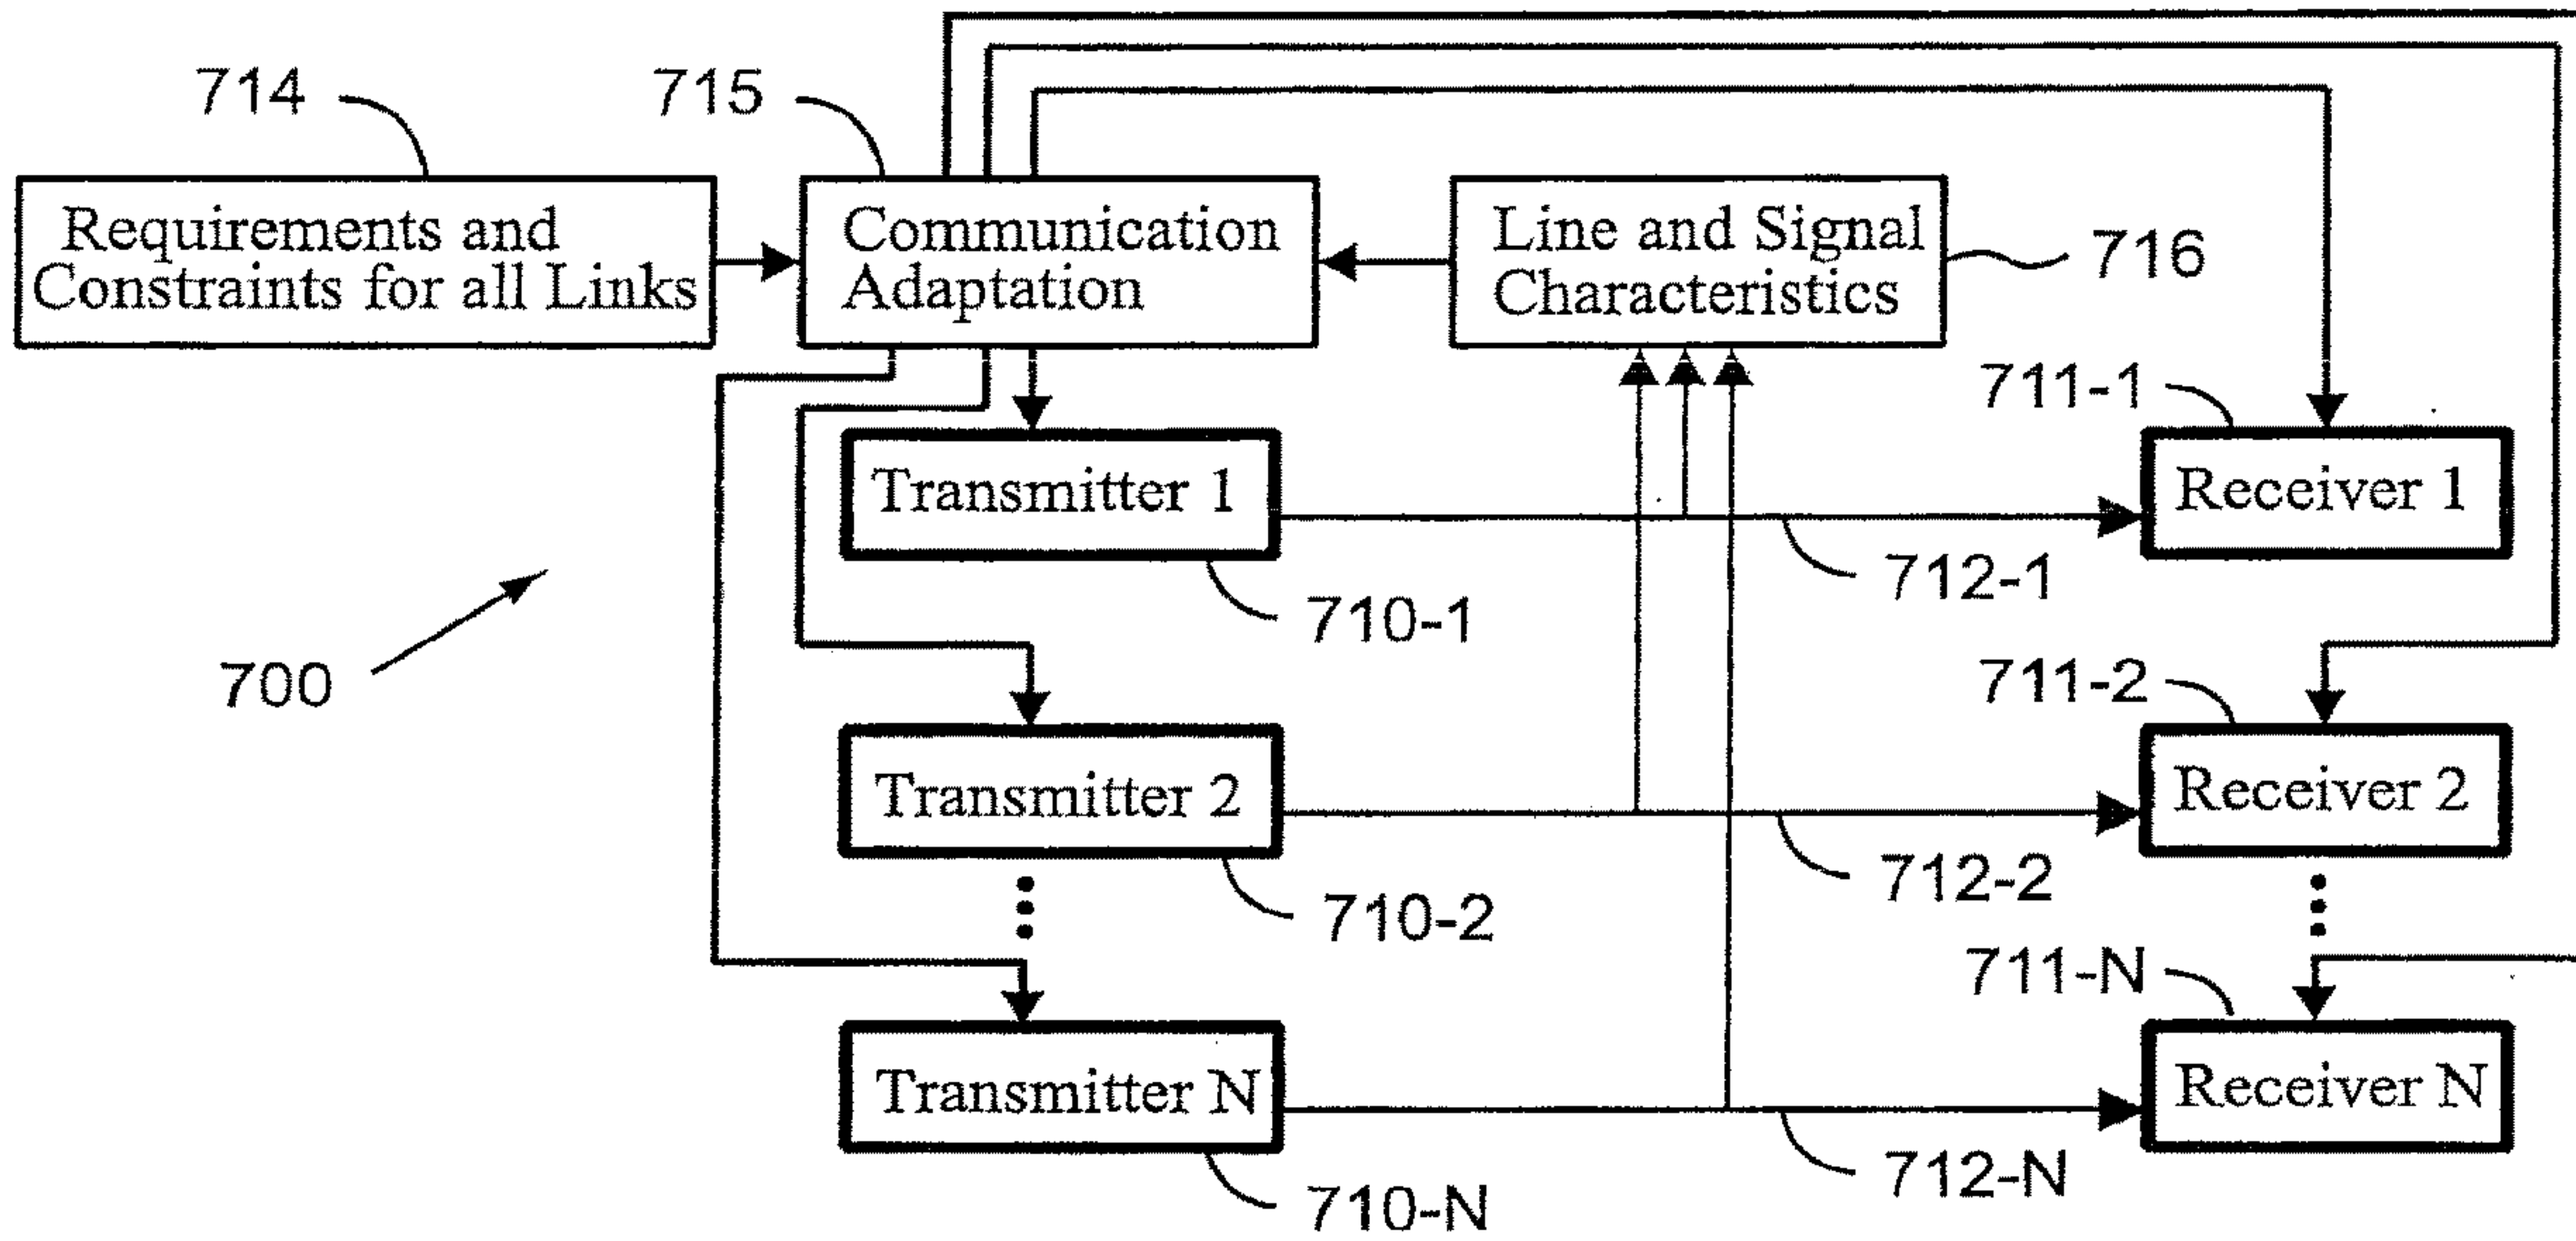 714
715
Requirements and
Constraints for all Links
Communication
Adaptation
Line and Signal
Characteristics
716
711-1
Transmitter 1
Receiver 1
712-1
710-1
700
711-2
Transmitter 2
Receiver 2
712-2
710-2
711-N
Transmitter N
Receiver N
712-N
710-N